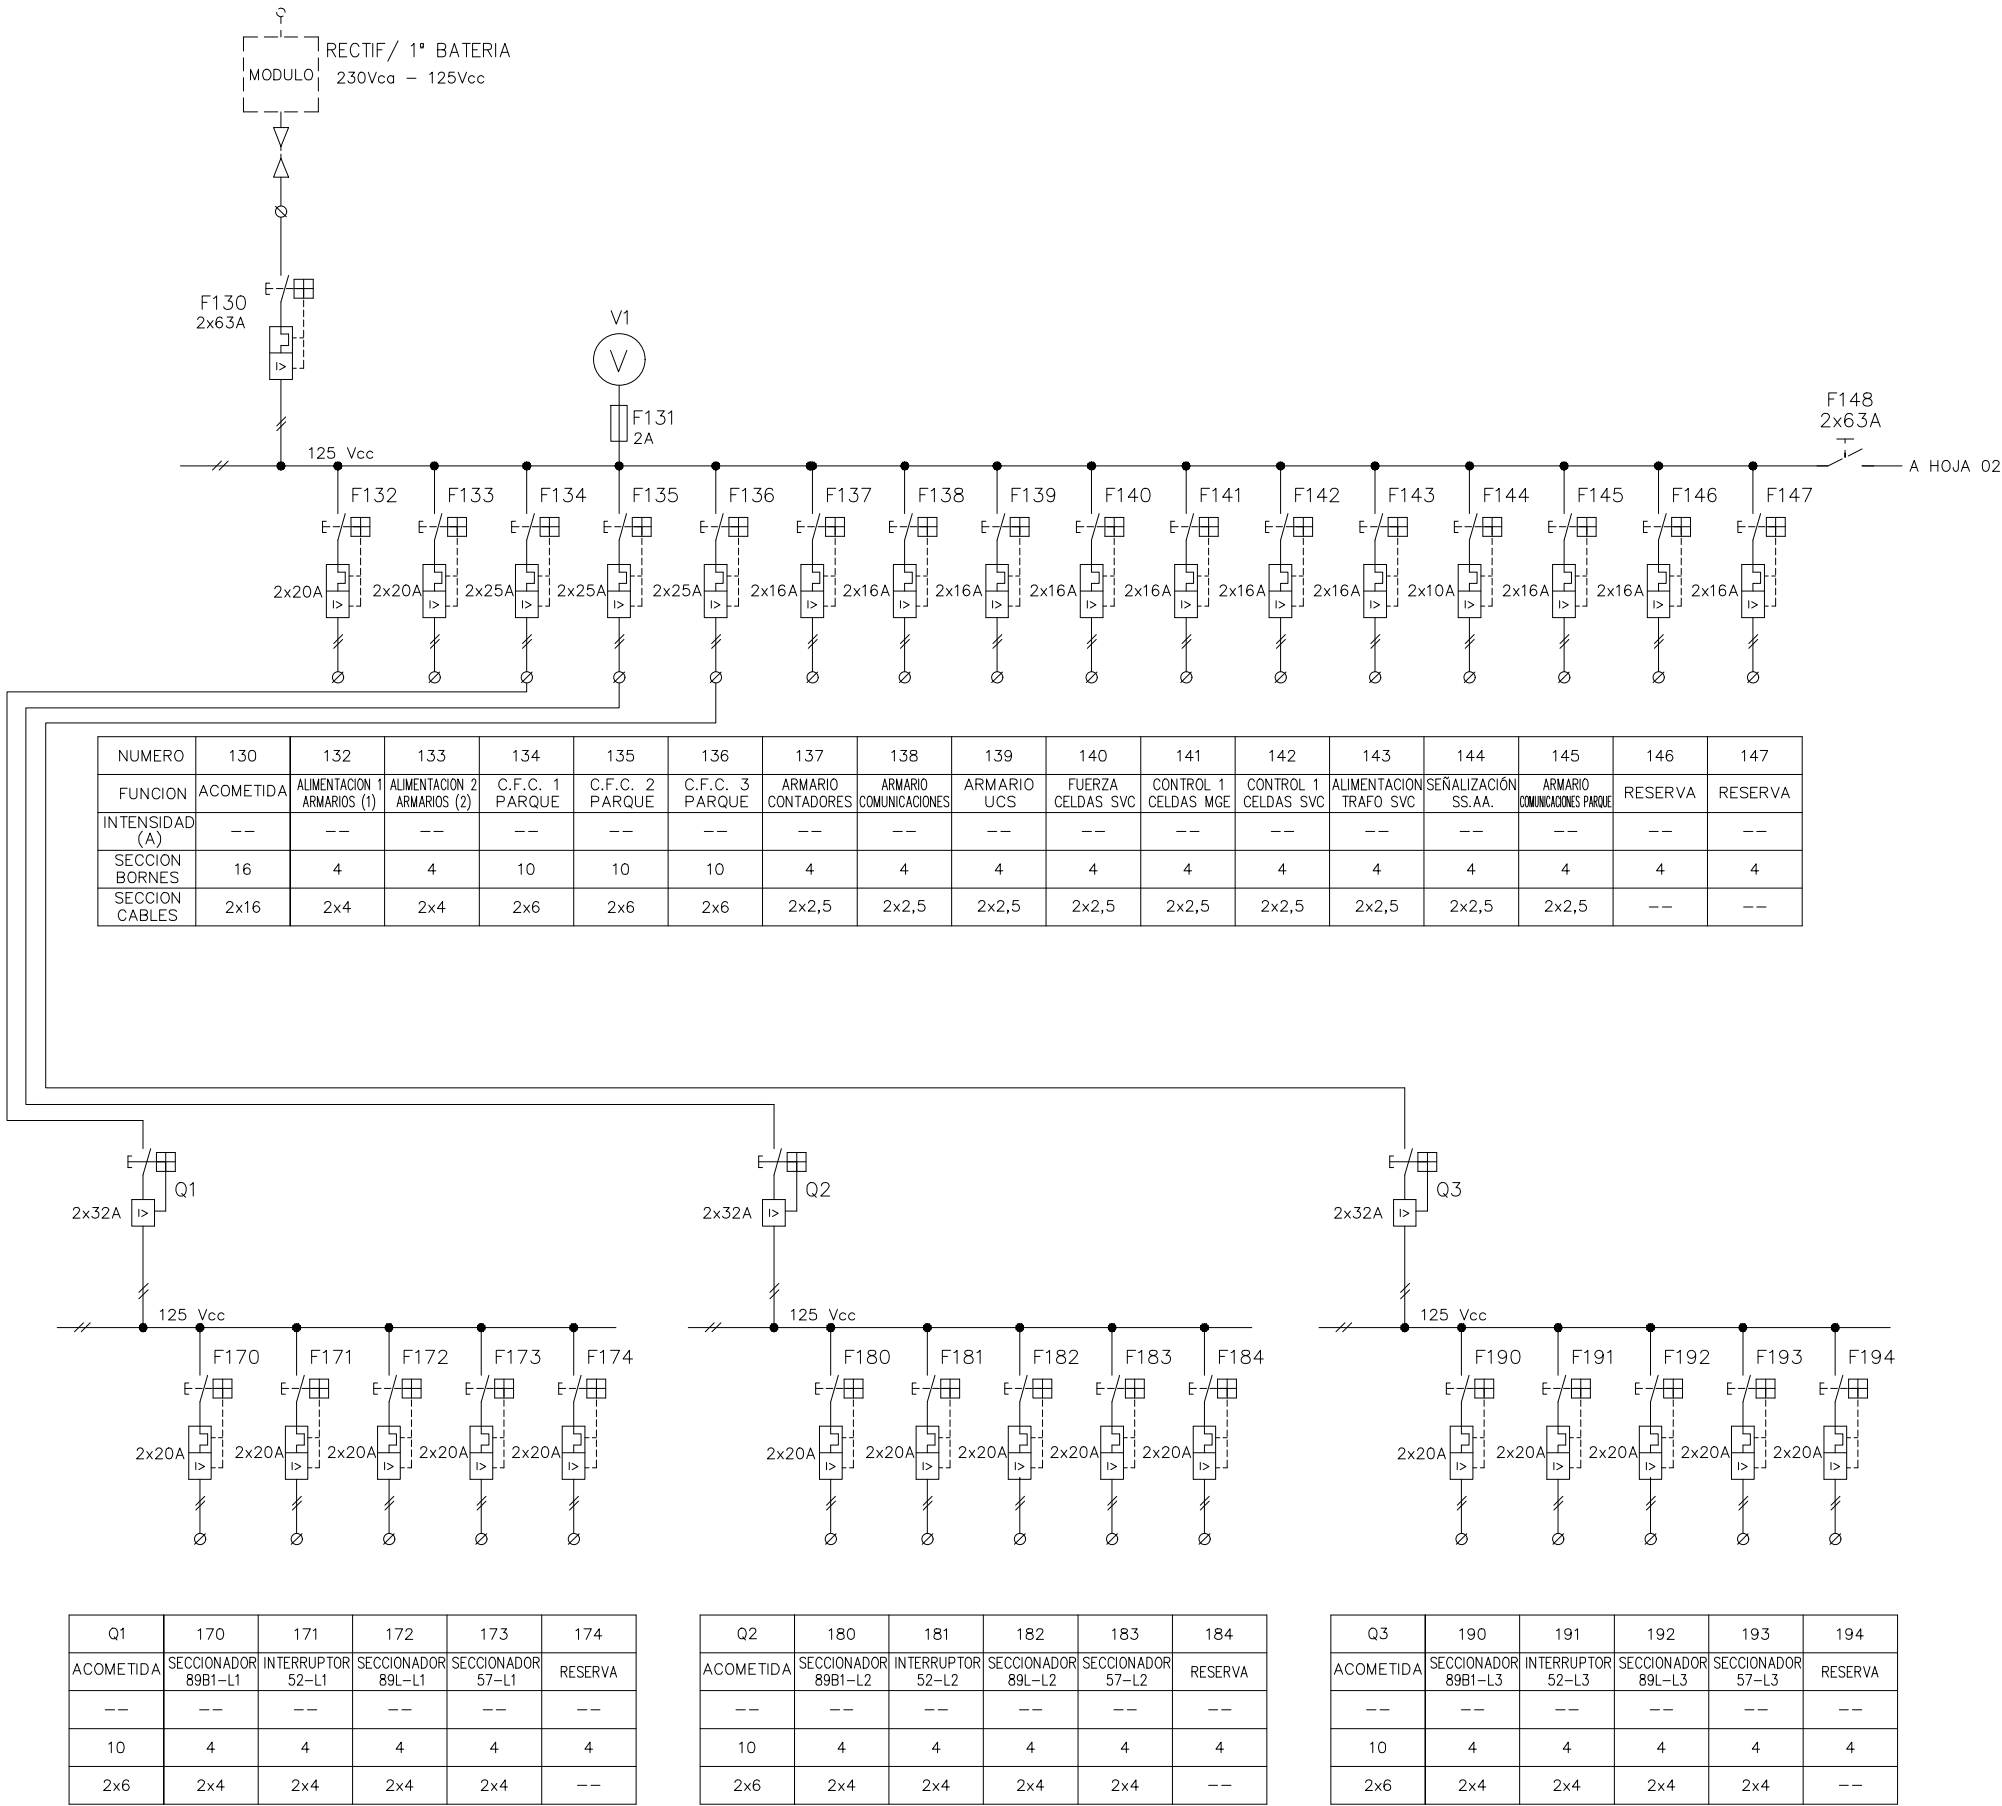 RECTIF/ 1ª BATERIA
MODULO
230Vca – 125Vcc
F130
2x63A
V1
V
F131
2A
F148
2x63A
125 Vcc
A HOJA 02
F132 F133 F134 F135 F136 F137 F138 F139 F140 F141 F142 F143 F144 F145 F146 F147
2x20A 2x20A 2x25A 2x25A 2x25A 2x16A 2x16A 2x16A 2x16A 2x16A 2x16A 2x16A 2x10A 2x16A 2x16A 2x16A
I> I> I> I> I> I> I> I> I> I> I> I> I> I> I> I> I>
NUMERO 130 132 133 134 135 136 137 138 139 140 141 142 143 144 145 146 147
FUNCION ACOMETIDA ALIMENTACION 1 ARMARIOS (1) ALIMENTACION 2 ARMARIOS (2) C.F.C. 1 PARQUE C.F.C. 2 PARQUE C.F.C. 3 PARQUE ARMARIO CONTADORES ARMARIO COMUNICACIONES ARMARIO UCS FUERZA CELDAS SVC CONTROL 1 CELDAS MGE CONTROL 1 CELDAS SVC ALIMENTACION TRAFO SVC SEÑALIZACIÓN SS.AA. ARMARIO COMUNICACIONES PARQUE RESERVA RESERVA
INTENSIDAD (A) -- -- -- -- -- -- -- -- -- -- -- -- -- -- -- -- --
SECCION BORNES 16 4 4 10 10 10 4 4 4 4 4 4 4 4 4 4 4
SECCION CABLES 2x16 2x4 2x4 2x6 2x6 2x6 2x2,5 2x2,5 2x2,5 2x2,5 2x2,5 2x2,5 2x2,5 2x2,5 2x2,5 -- --
Q1 Q2 Q3
2x32A I> 2x32A I> 2x32A I>
125 Vcc 125 Vcc 125 Vcc
F170 F171 F172 F173 F174 F180 F181 F182 F183 F184 F190 F191 F192 F193 F194
2x20A 2x20A 2x20A 2x20A 2x20A 2x20A 2x20A 2x20A 2x20A 2x20A 2x20A 2x20A 2x20A 2x20A 2x20A
I> I> I> I> I> I> I> I> I> I> I> I> I> I> I>
Q1 170 171 172 173 174
ACOMETIDA SECCIONADOR 89B1–L1 INTERRUPTOR 52–L1 SECCIONADOR 89L–L1 SECCIONADOR 57–L1 RESERVA
-- -- -- -- -- --
10 4 4 4 4 4
2x6 2x4 2x4 2x4 2x4 --
Q2 180 181 182 183 184
ACOMETIDA SECCIONADOR 89B1–L2 INTERRUPTOR 52–L2 SECCIONADOR 89L–L2 SECCIONADOR 57–L2 RESERVA
-- -- -- -- -- --
10 4 4 4 4 4
2x6 2x4 2x4 2x4 2x4 --
Q3 190 191 192 193 194
ACOMETIDA SECCIONADOR 89B1–L3 INTERRUPTOR 52–L3 SECCIONADOR 89L–L3 SECCIONADOR 57–L3 RESERVA
-- -- -- -- -- --
10 4 4 4 4 4
2x6 2x4 2x4 2x4 2x4 --